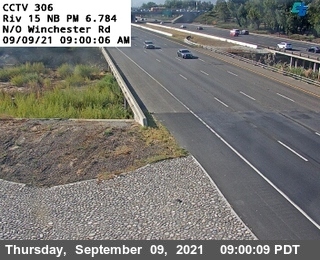 CCTV 306
Riv 15 NB PM 6.784
N/O Winchester Rd
09/09/21 09:00:06 AM
Thursday, September 09, 2021 09:00:09 PDT